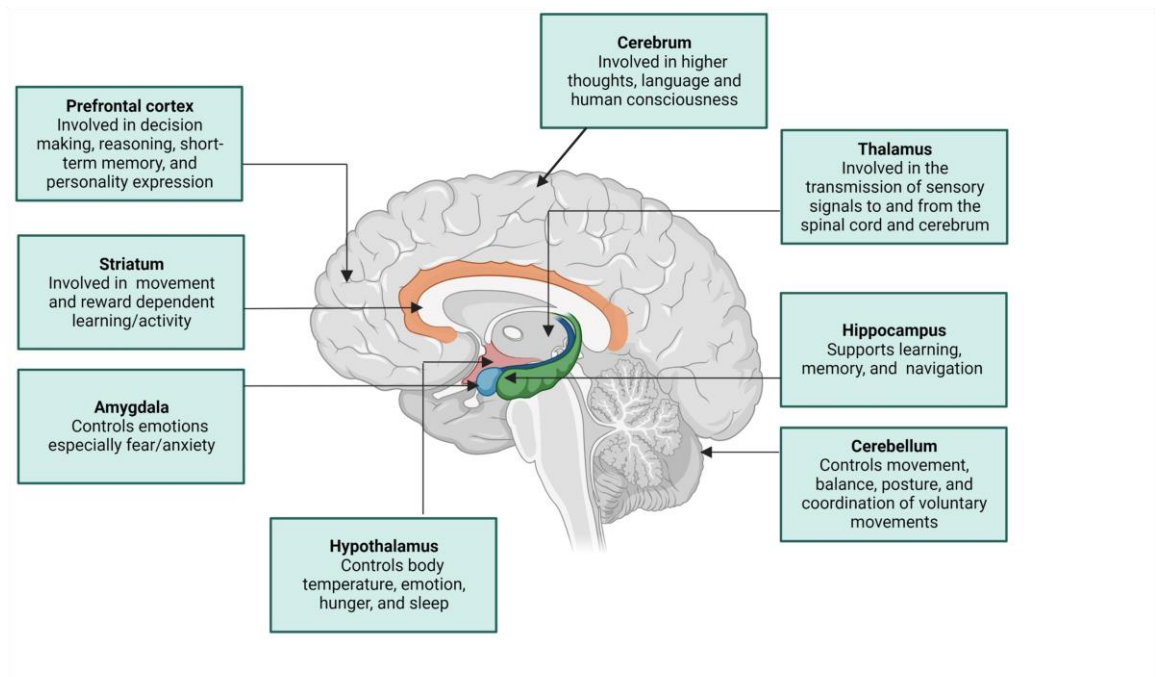 Cerebrum
Involved in higher
thoughts, language and
human consciousness
Prefrontal cortex
Involved in decision
making, reasoning, short-
term memory, and
personality expression
Thalamus
Involved in the
transmission of sensory
signals to and from the
spinal cord and cerebrum
Striatum
Involved in movement
and reward dependent
learning/activity
Hippocampus
Supports learning,
memory, and navigation
Amygdala
Controls emotions
especially fear/anxiety
Cerebellum
Controls movement,
balance, posture, and
coordination of voluntary
movements
Hypothalamus
Controls body
temperature, emotion,
hunger, and sleep